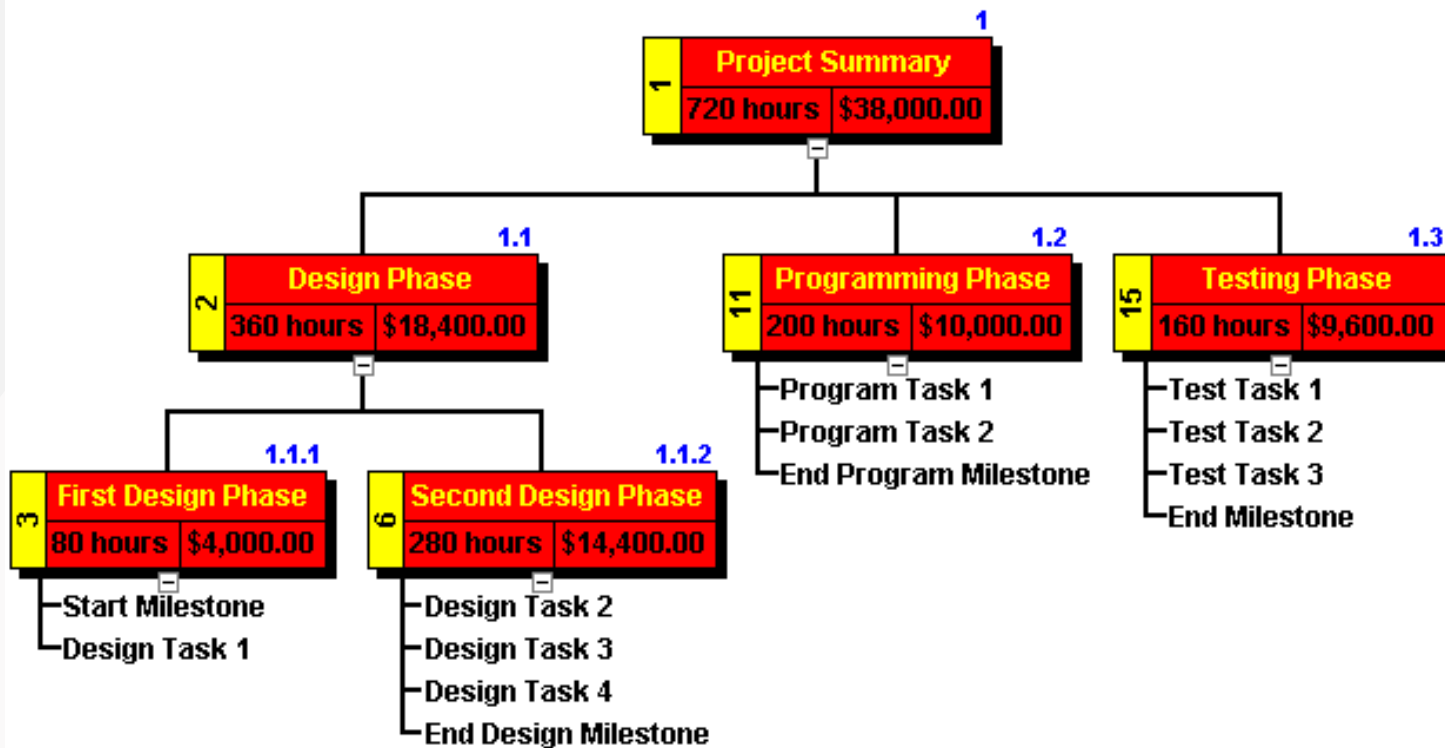 1
1
Project Summary
720 hours $38,000.00
1.1
2
Design Phase
360 hours $18,400.00
1.2
11
Programming Phase
200 hours $10,000.00
1.3
15
Testing Phase
160 hours $9,600.00
Program Task 1
Program Task 2
End Program Milestone
Test Task 1
Test Task 2
Test Task 3
End Milestone
1.1.1
3
First Design Phase
80 hours $4,000.00
Start Milestone
Design Task 1
1.1.2
6
Second Design Phase
280 hours $14,400.00
Design Task 2
Design Task 3
Design Task 4
End Design Milestone